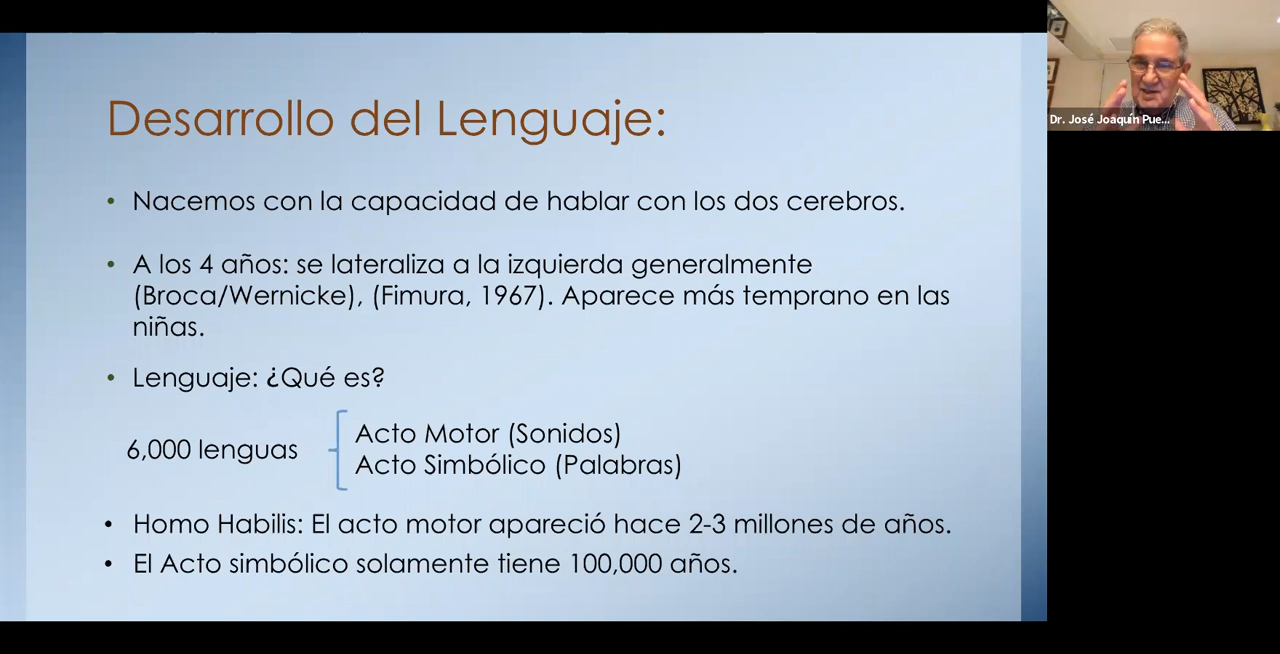 Desarrollo del Lenguaje:
• Nacemos con la capacidad de hablar con los dos cerebros.
• A los 4 años: se lateraliza a la izquierda generalmente
(Broca/Wernicke), (Fimura, 1967). Aparece más temprano en las
niñas.
• Lenguaje: ¿Qué es?
6,000 lenguas
Acto Motor (Sonidos)
Acto Simbólico (Palabras)
• Homo Habilis: El acto motor apareció hace 2-3 millones de años.
• El Acto simbólico solamente tiene 100,000 años.
Dr. José Joaquín Pue...